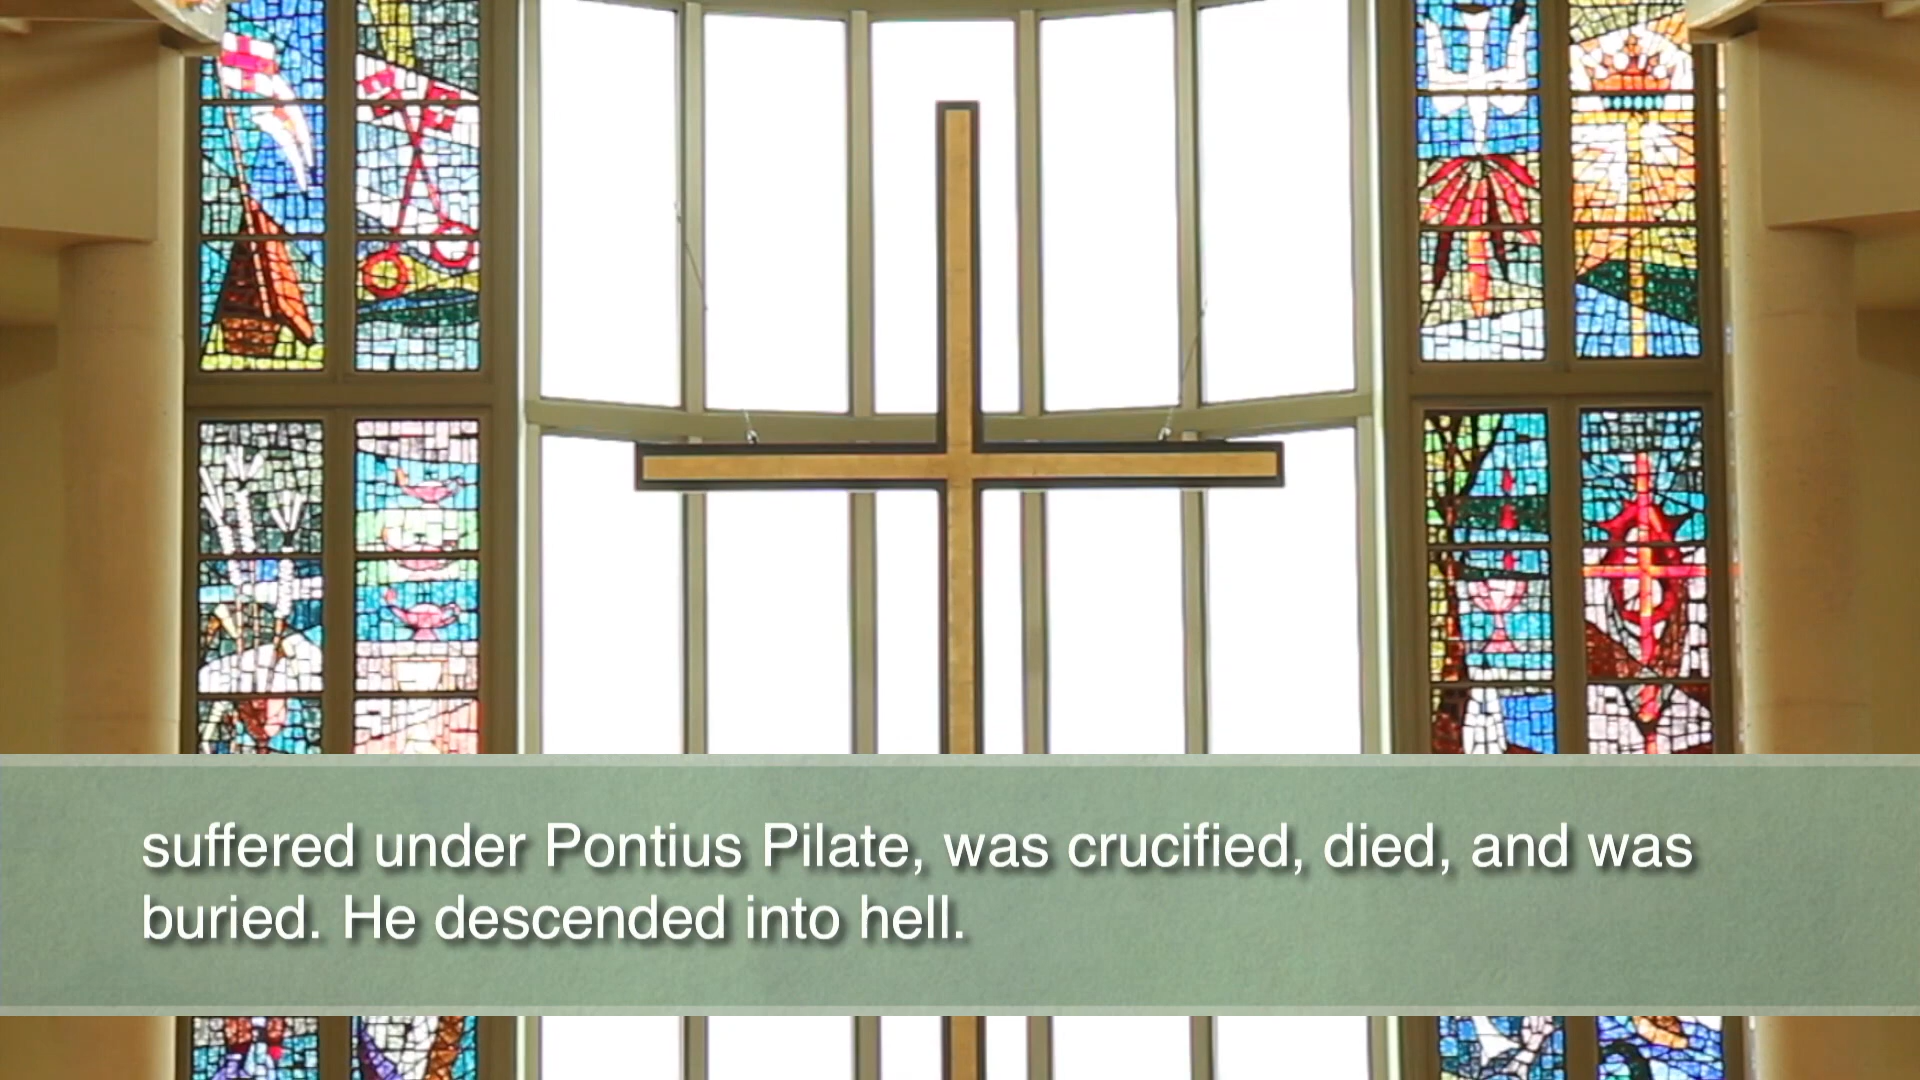 suffered under Pontius Pilate, was crucified, died, and was
buried. He descended into hell.